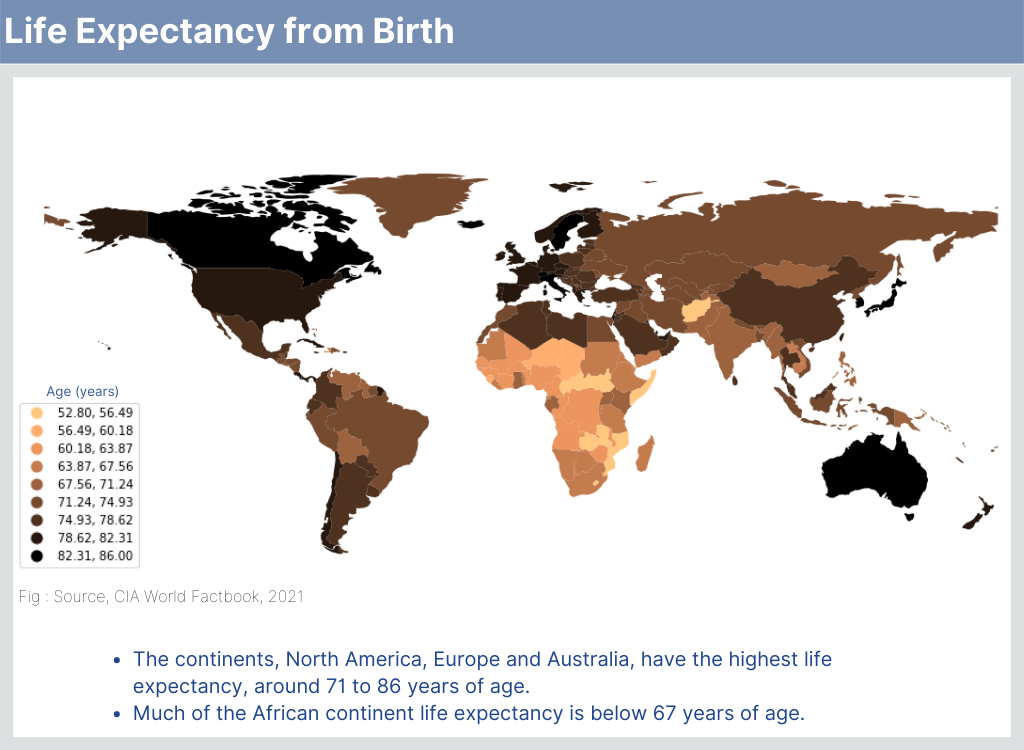 Life Expectancy from Birth
Age (years)
52.80, 56.49
56.49, 60.18
60.18, 63.87
63.87, 67.56
67.56, 71.24
71.24, 74.93
74.93, 78.62
78.62, 82.31
82.31, 86.00
Fig : Source, CIA World Factbook, 2021
• The continents, North America, Europe and Australia, have the highest life
expectancy, around 71 to 86 years of age.
• Much of the African continent life expectancy is below 67 years of age.